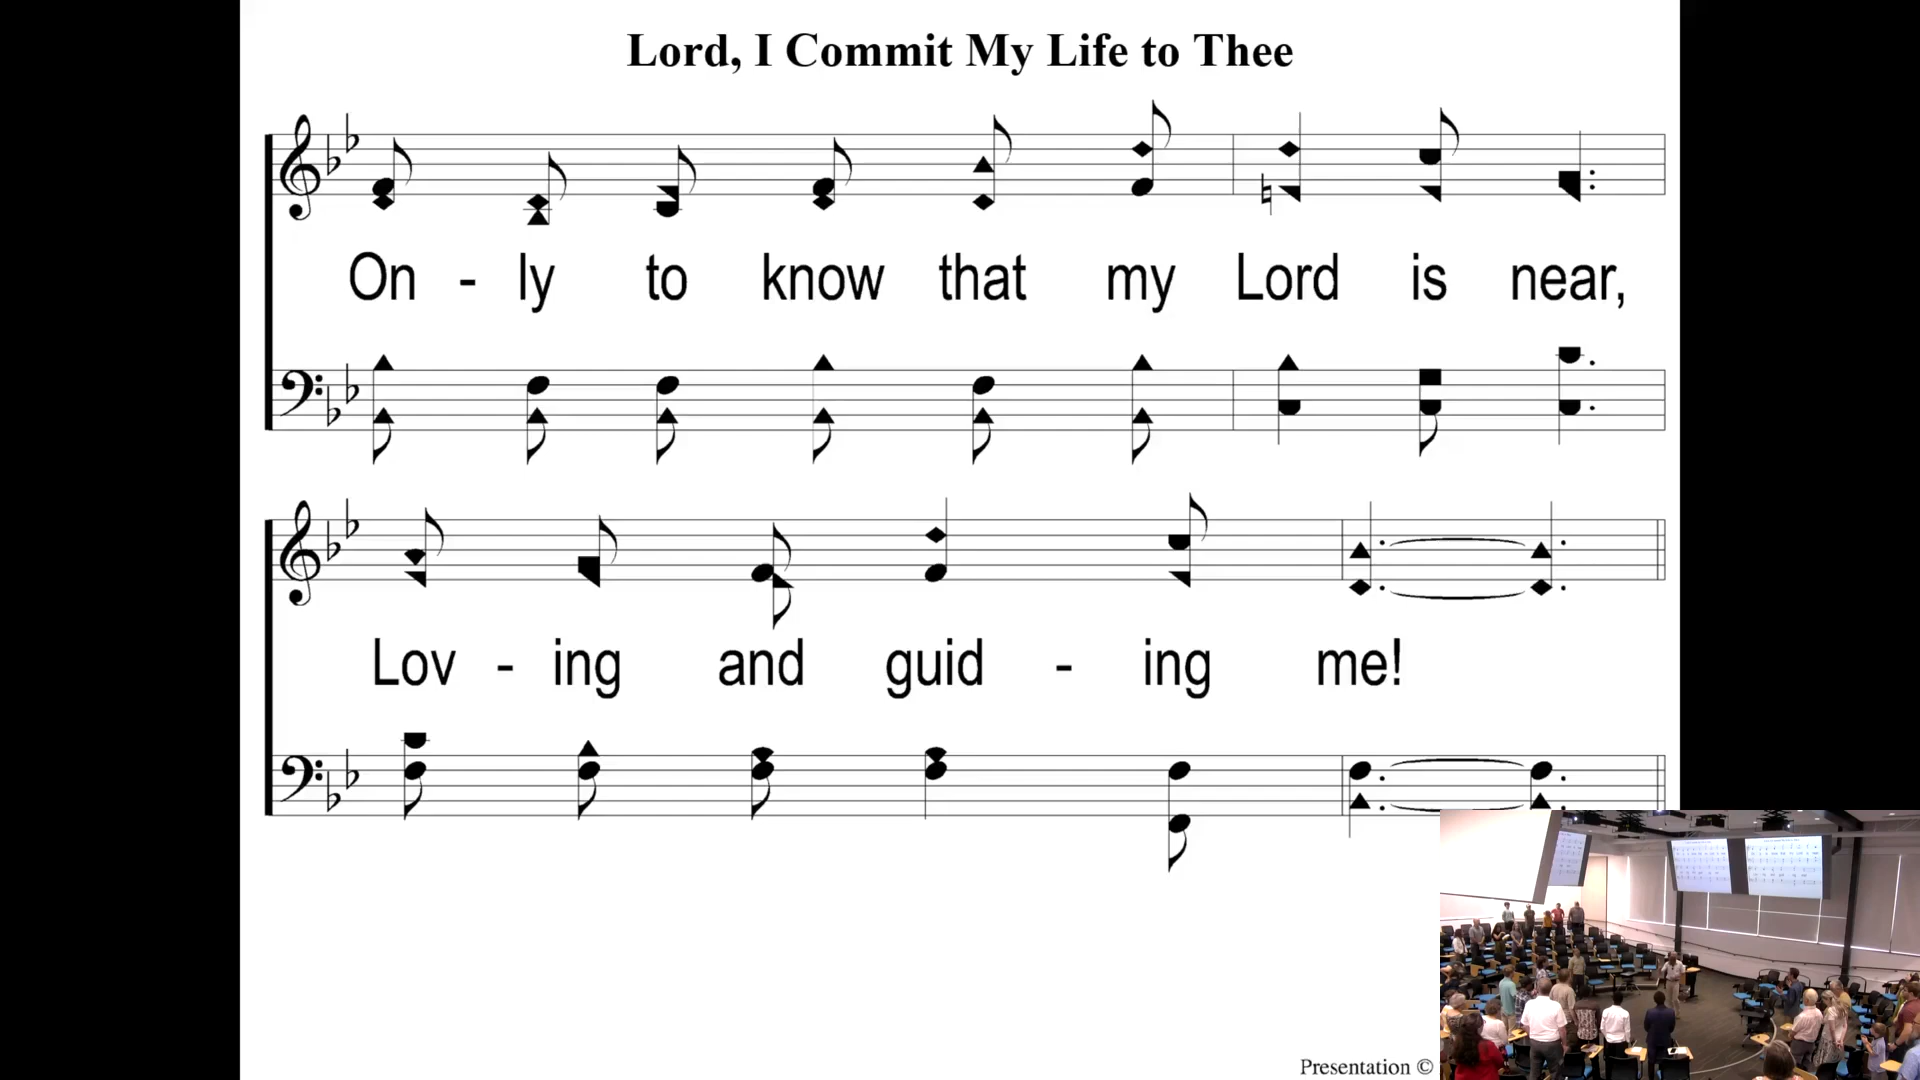 Lord, I Commit My Life to Thee
On - ly to know that my Lord is near,
Lov - ing and guid - ing me!
Presentation ©